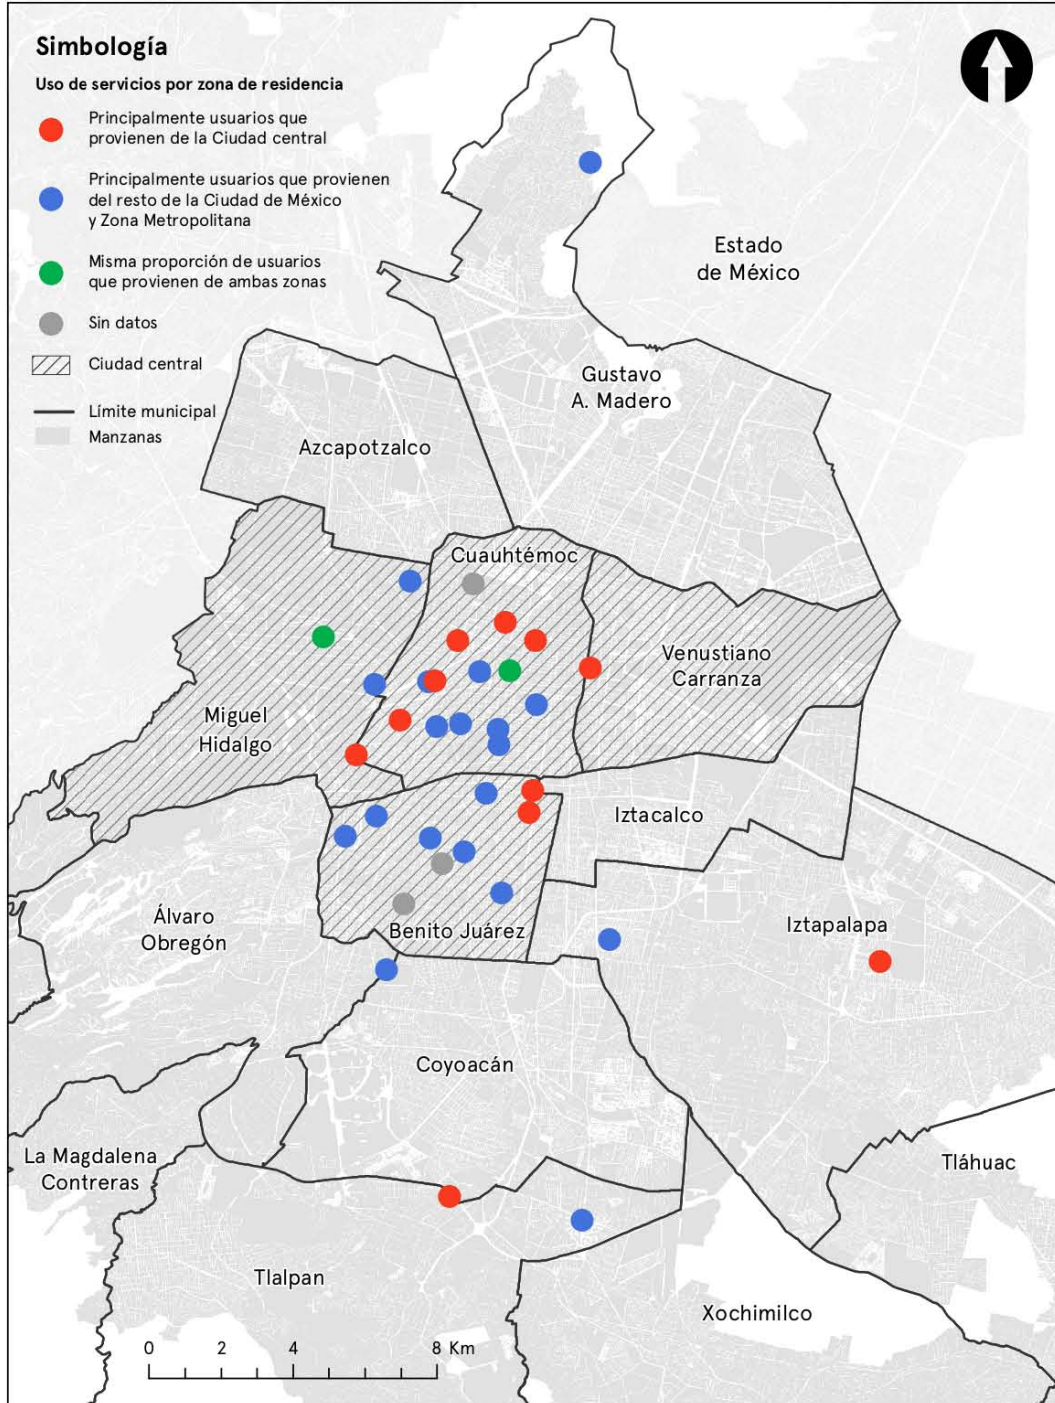 Simbología
Uso de servicios por zona de residencia
Principalmente usuarios que
provienen de la Ciudad central
Principalmente usuarios que provienen
del resto de la Ciudad de México
y Zona Metropolitana
Misma proporción de usuarios
que provienen de ambas zonas
Sin datos
Ciudad central
Límite municipal
Manzanas
Estado
de México
Gustavo
A. Madero
Azcapotzalco
Cuauhtémoc
Venustiano
Carranza
Miguel
Hidalgo
Iztacalco
Álvaro
Obregón
Benito Juárez
Iztapalapa
Coyoacán
La Magdalena
Contreras
Tláhuac
Tlalpan
Xochimilco
0 2 4 8 Km